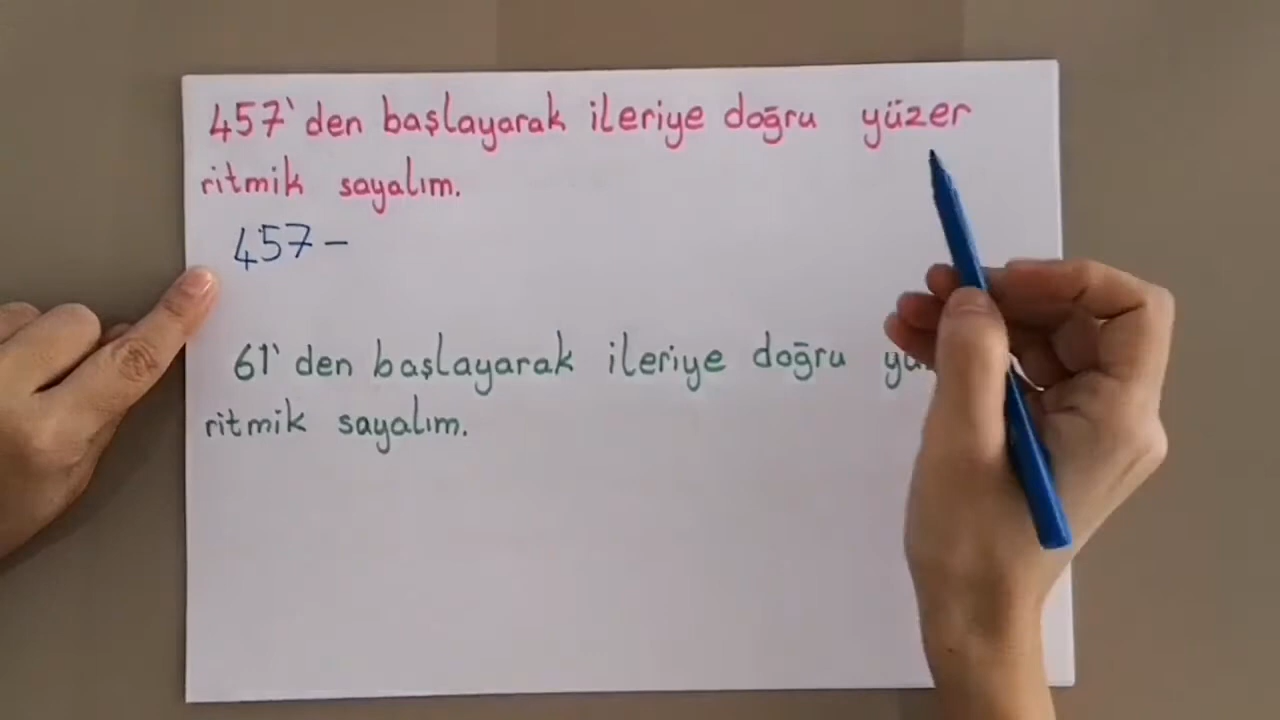 457'den başlayarak ileriye doğru yüzer
ritmik sayalım.
457-
61'den başlayarak ileriye doğru
ritmik sayalım.